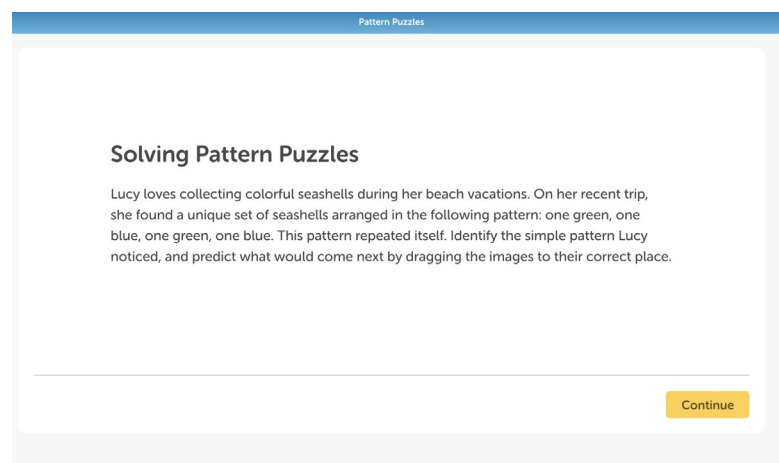 Pattern Puzzles
Solving Pattern Puzzles
Lucy loves collecting colorful seashells during her beach vacations. On her recent trip,
she found a unique set of seashells arranged in the following pattern: one green, one
blue, one green, one blue. This pattern repeated itself. Identify the simple pattern Lucy
noticed, and predict what would come next by dragging the images to their correct place.
Continue